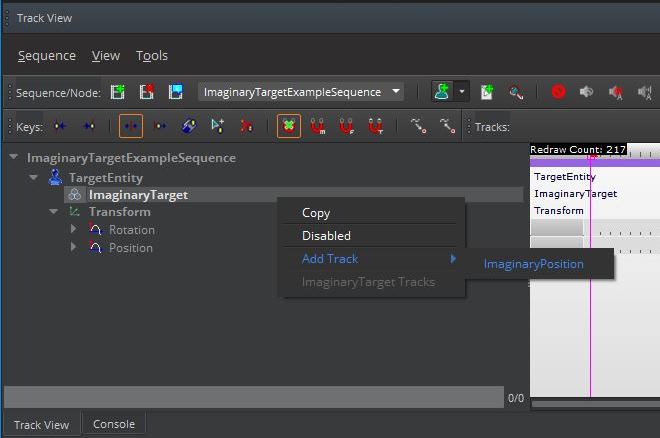 Track View
Sequence View Tools
Sequence/Node: ImaginaryTargetExampleSequence
Keys: Tracks:
Redraw Count: 217
ImaginaryTargetExampleSequence
TargetEntity
ImaginaryTarget
Transform
Rotation
Position
TargetEntity
ImaginaryTarget
Transform
Copy
Disabled
Add Track
ImaginaryPosition
ImaginaryTarget Tracks
0/0
Track View Console